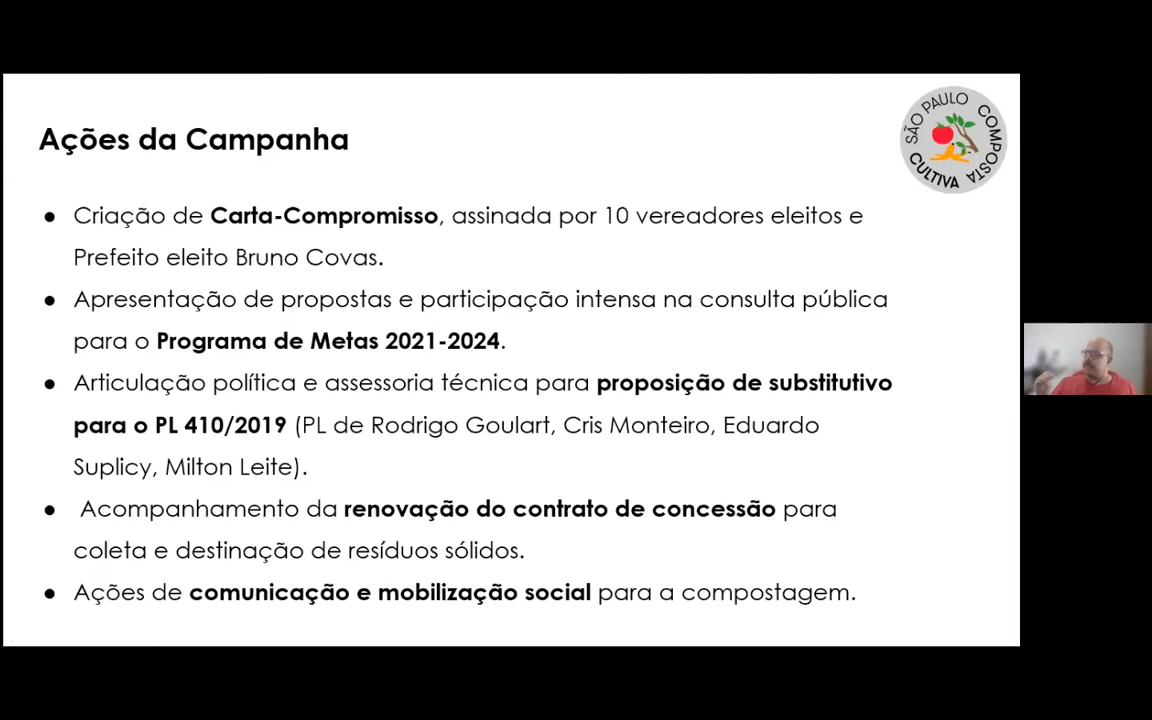 Ações da Campanha
SÃO PAULO COMPOSTA CULTIVA
● Criação de Carta-Compromisso, assinada por 10 vereadores eleitos e
Prefeito eleito Bruno Covas.
● Apresentação de propostas e participação intensa na consulta pública
para o Programa de Metas 2021-2024.
● Articulação política e assessoria técnica para proposição de substitutivo
para o PL 410/2019 (PL de Rodrigo Goulart, Cris Monteiro, Eduardo
Suplicy, Milton Leite).
● Acompanhamento da renovação do contrato de concessão para
coleta e destinação de resíduos sólidos.
● Ações de comunicação e mobilização social para a compostagem.